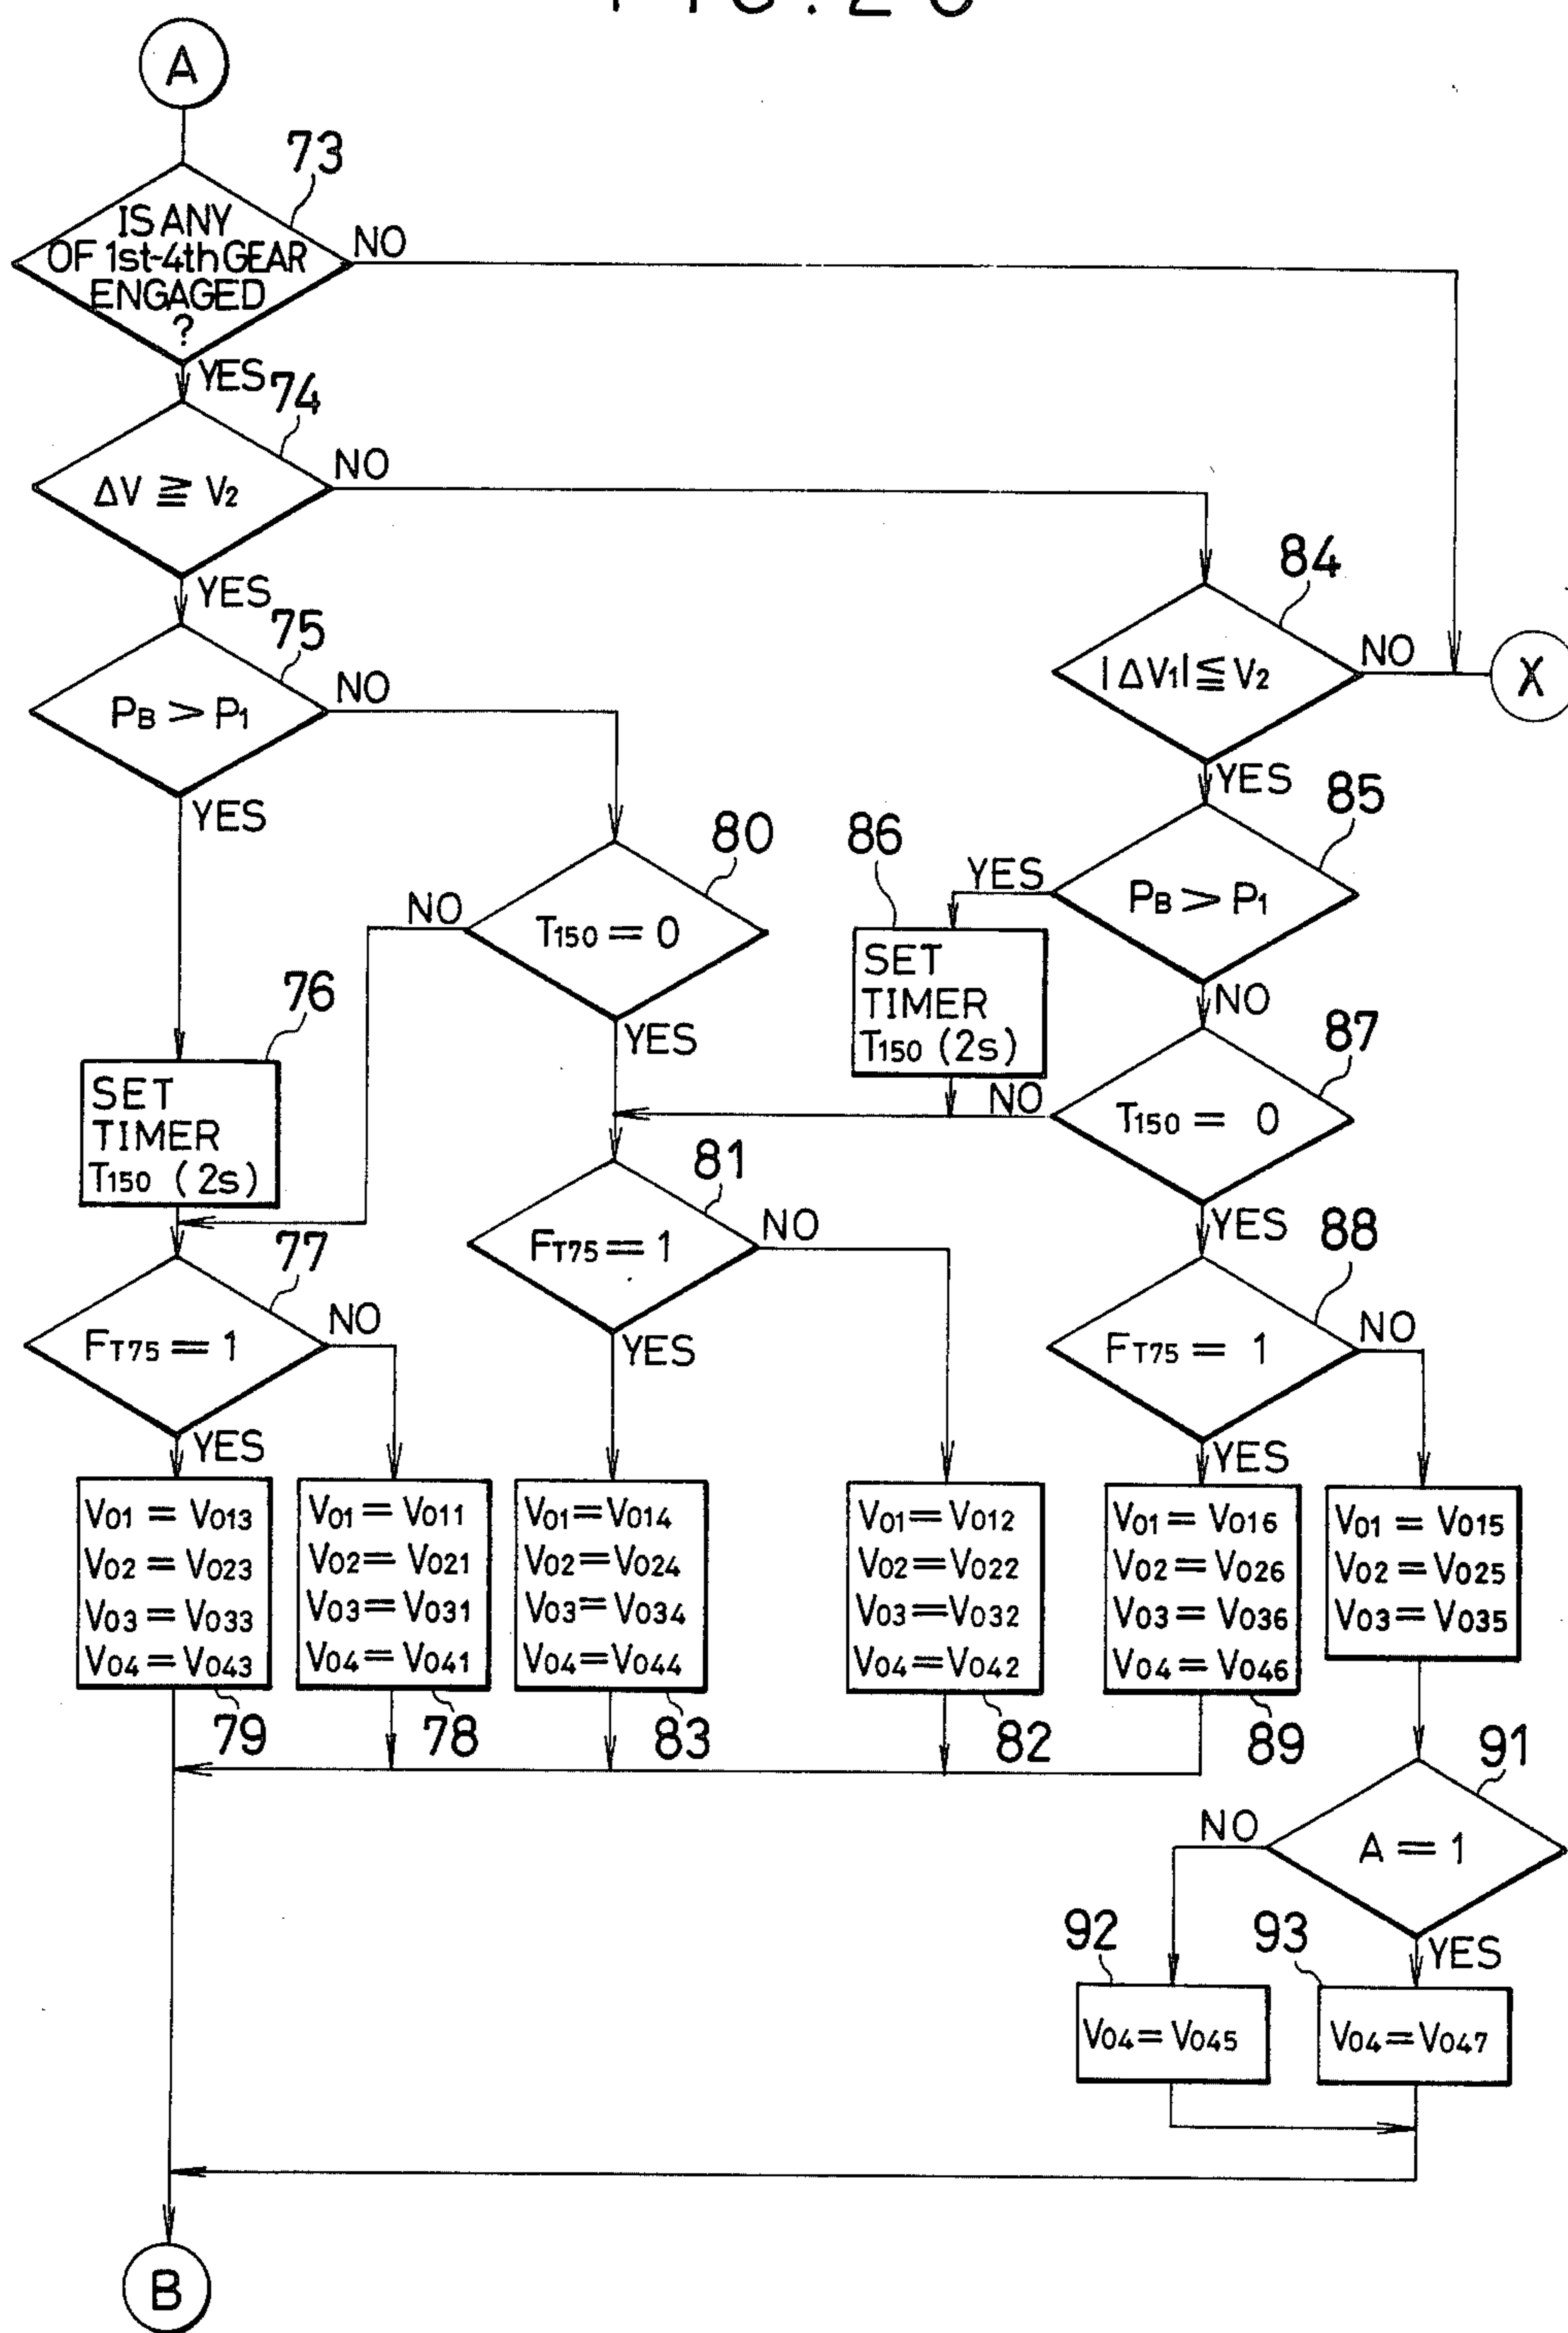 A
73
IS ANY
OF 1st-4th GEAR
ENGAGED
?
NO
YES
74
ΔV ≧ V2
NO
YES
75
PB > P1
NO
YES
84
|ΔV1| ≦ V2
NO
X
YES
85
PB > P1
YES
NO
86
SET
TIMER
T150 (2s)
80
T150 = 0
NO
YES
76
SET
TIMER
T150 (2s)
87
T150 = 0
NO
YES
81
FT75 = 1
NO
YES
77
FT75 = 1
NO
YES
88
FT75 = 1
NO
YES
V01 = V013
V02 = V023
V03 = V033
V04 = V043
79
V01 = V011
V02 = V021
V03 = V031
V04 = V041
78
V01 = V014
V02 = V024
V03 = V034
V04 = V044
83
V01 = V012
V02 = V022
V03 = V032
V04 = V042
82
V01 = V016
V02 = V026
V03 = V036
V04 = V046
89
V01 = V015
V02 = V025
V03 = V035
91
A = 1
NO
YES
92
V04 = V045
93
V04 = V047
B